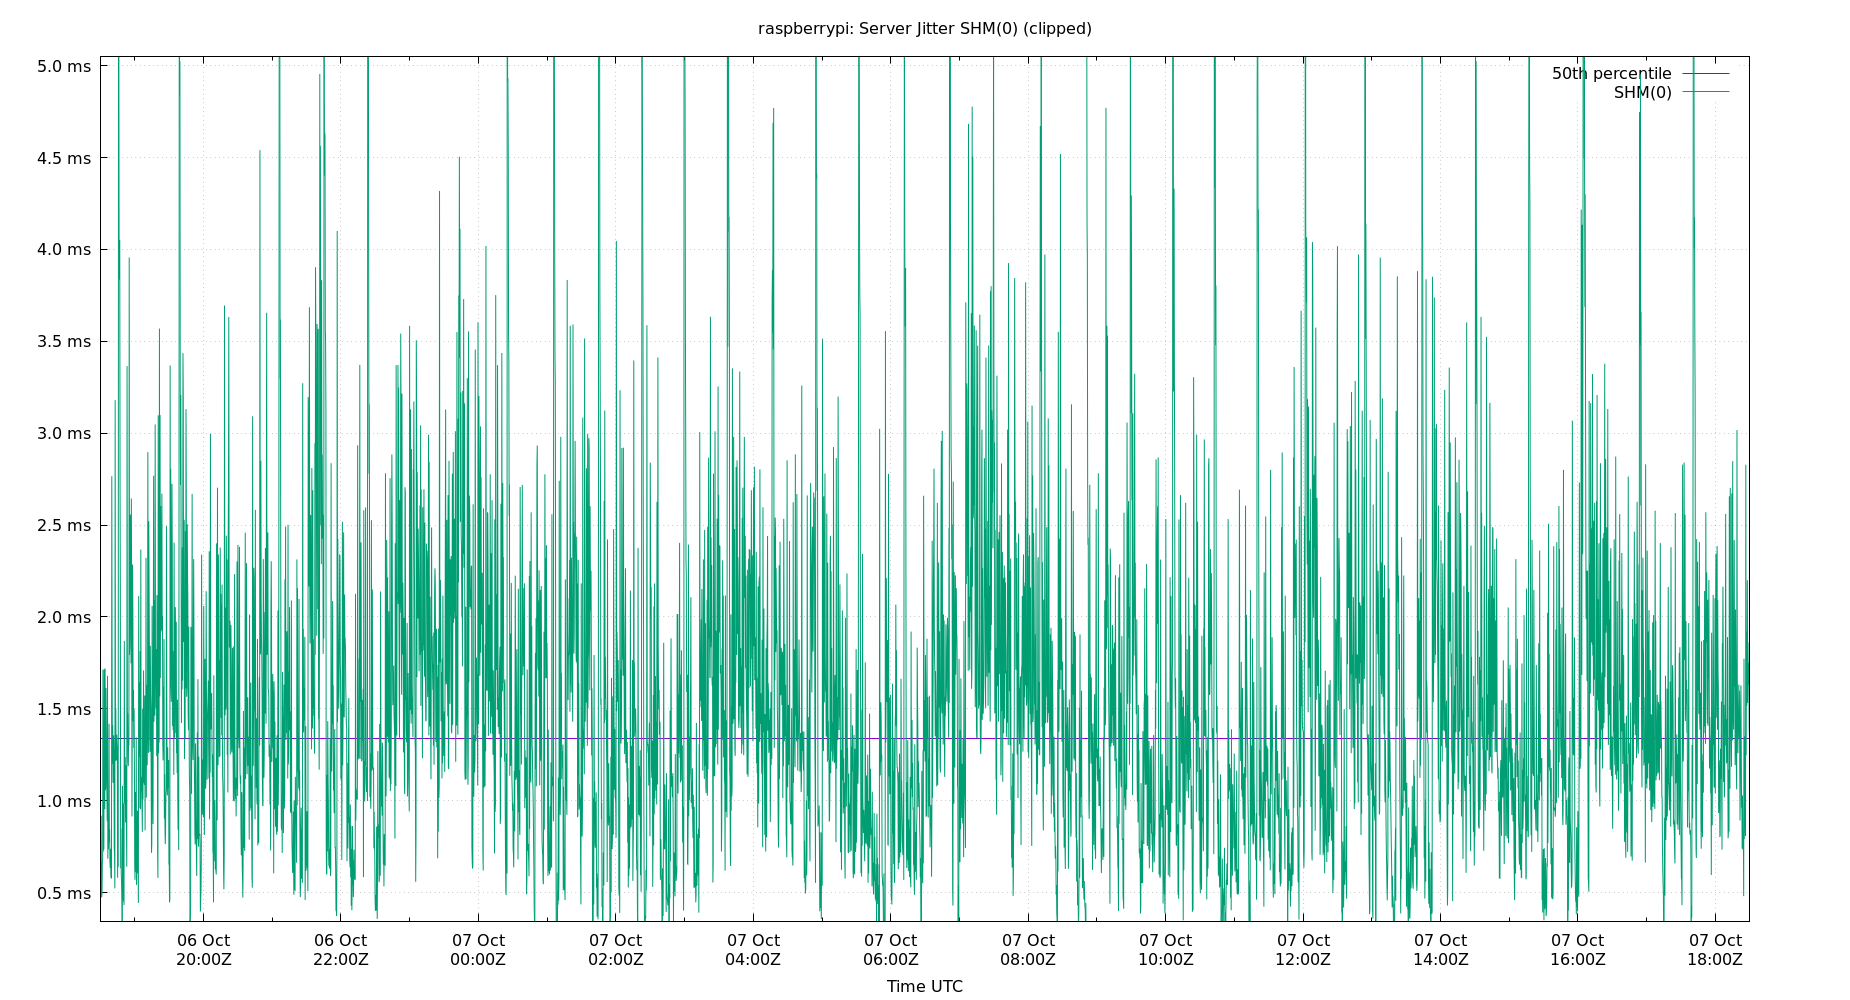 raspberrypi: Server Jitter SHM(0) (clipped)
5.0 ms
4.5 ms
4.0 ms
3.5 ms
3.0 ms
2.5 ms
2.0 ms
1.5 ms
1.0 ms
0.5 ms
50th percentile
SHM(0)
06 Oct
20:00Z
06 Oct
22:00Z
07 Oct
00:00Z
07 Oct
02:00Z
07 Oct
04:00Z
07 Oct
06:00Z
07 Oct
08:00Z
07 Oct
10:00Z
07 Oct
12:00Z
07 Oct
14:00Z
07 Oct
16:00Z
07 Oct
18:00Z
Time UTC